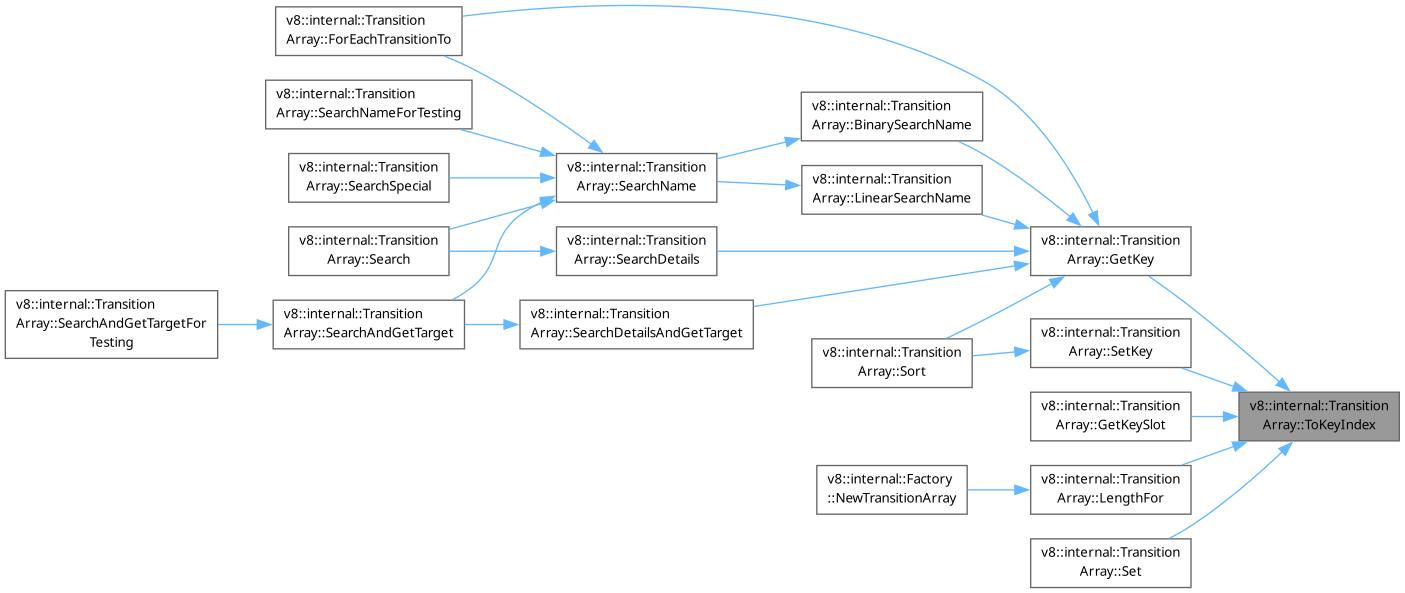 v8::internal::Transition
Array::ForEachTransitionTo
v8::internal::Transition
Array::SearchNameForTesting
v8::internal::Transition
Array::BinarySearchName
v8::internal::Transition
Array::SearchSpecial
v8::internal::Transition
Array::SearchName
v8::internal::Transition
Array::LinearSearchName
v8::internal::Transition
Array::Search
v8::internal::Transition
Array::SearchDetails
v8::internal::Transition
Array::GetKey
v8::internal::Transition
Array::SearchAndGetTargetFor
Testing
v8::internal::Transition
Array::SearchAndGetTarget
v8::internal::Transition
Array::SearchDetailsAndGetTarget
v8::internal::Transition
Array::Sort
v8::internal::Transition
Array::SetKey
v8::internal::Transition
Array::GetKeySlot
v8::internal::Transition
Array::ToKeyIndex
v8::internal::Factory
::NewTransitionArray
v8::internal::Transition
Array::LengthFor
v8::internal::Transition
Array::Set